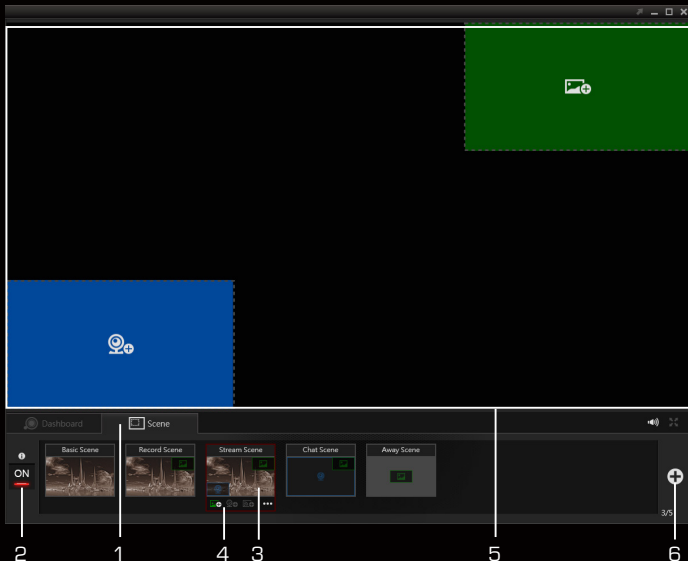 Dashboard
Scene
ON
Basic Scene
Record Scene
Stream Scene
Chat Scene
Away Scene
3/5
2
1
4
3
5
6